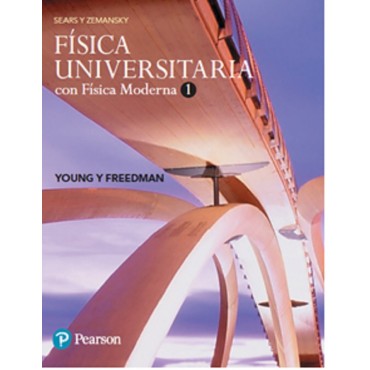 SEARS Y ZEMANSKY
FÍSICA
UNIVERSITARIA
con Física Moderna 1
YOUNG Y FREEDMAN
P Pearson